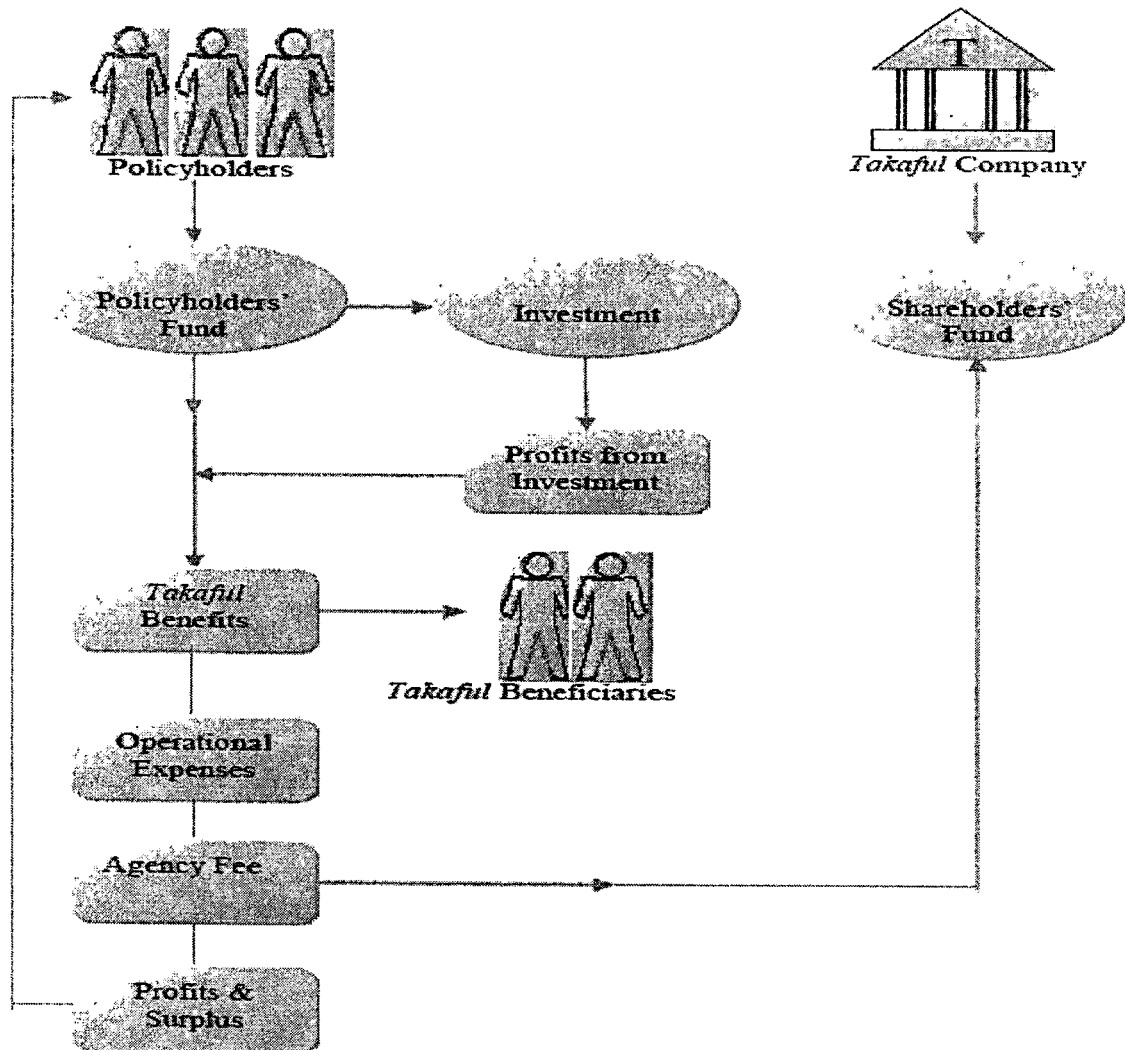 T
Policyholders
Takaful Company
Policyholders'
Fund
Investment
Shareholders'
Fund
Profits from
Investment
Takaful
Benefits
Takaful Beneficiaries
Operational
Expenses
Agency Fee
Profits &
Surplus